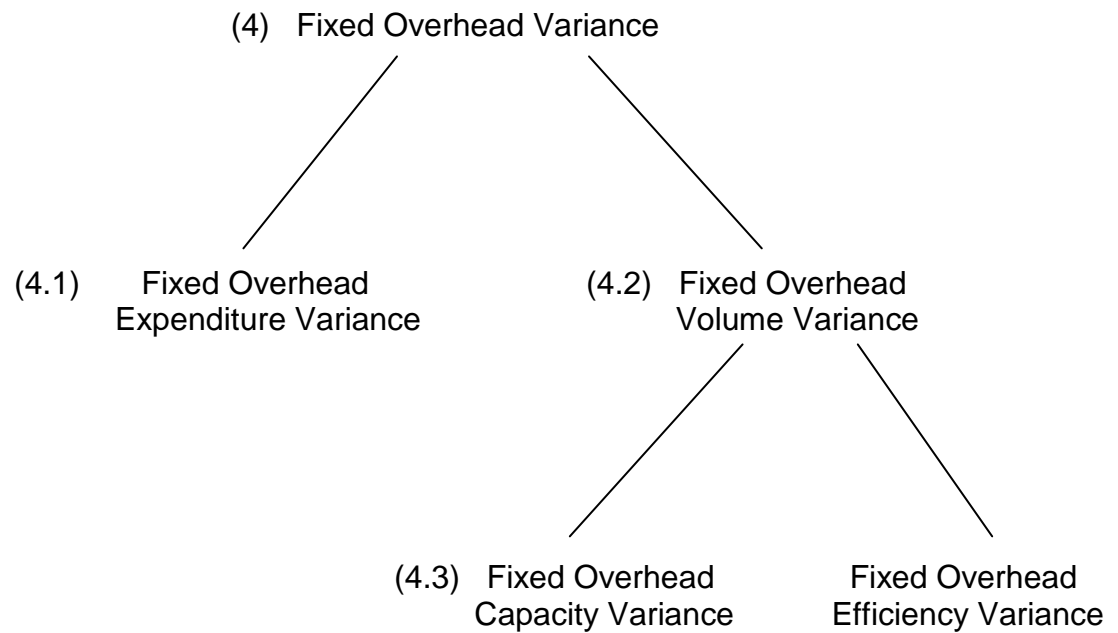 (4) Fixed Overhead Variance
(4.1) Fixed Overhead
Expenditure Variance
(4.2) Fixed Overhead
Volume Variance
(4.3) Fixed Overhead
Capacity Variance
Fixed Overhead
Efficiency Variance